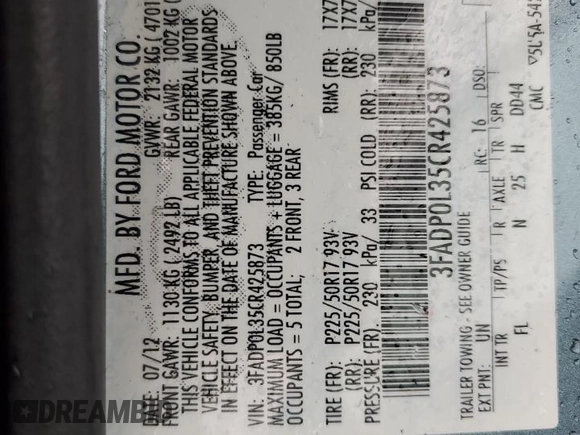 MFD. BY FORD MOTOR CO.
DATE: 07/12 GVWR: 2132 KG ( 4701
FRONT GAWR: 1130 KG ( 2492 LB) REAR GAWR: 1002 KG (
THIS VEHICLE CONFORMS TO ALL APPLICABLE FEDERAL MOTOR
VEHICLE SAFETY, BUMPER, AND THEFT PREVENTION STANDARDS
IN EFFECT ON THE DATE OF MANUFACTURE SHOWN ABOVE.
VIN: 3FADP0L35CR425873 TYPE: Passenger Car
MAXIMUM LOAD = OCCUPANTS + LUGGAGE = 385KG/ 850LB
OCCUPANTS = 5 TOTAL; 2 FRONT, 3 REAR
TIRE (FR): P225/50R17 93V RIMS (FR): 17X7
(RR): P225/50R17 93V (RR): 17X7
PRESSURE (FR): 230 kPa/ 33 PSI COLD (RR): 230 kPa/
3FADP0L35CR425873
TRAILER TOWING - SEE OWNER GUIDE
EXT PNT: UN RC: 16 DSO:
INT TR TP/PS R AXLE TR SPR
FL N 25 H DD44
CMC
▽5U5A-542
DREAMBID